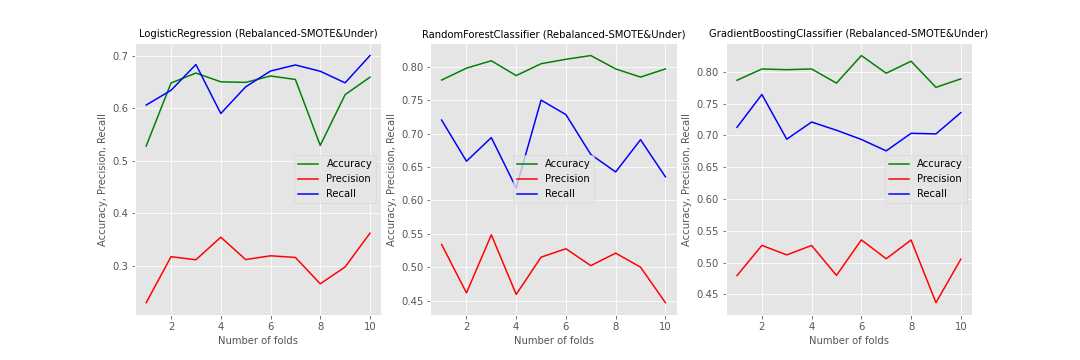 LogisticRegression (Rebalanced-SMOTE&Under)
0.7
0.6
0.5
0.4
0.3
2
4
6
8
10
Accuracy, Precision, Recall
Number of folds
Accuracy
Precision
Recall
RandomForestClassifier (Rebalanced-SMOTE&Under)
0.80
0.75
0.70
0.65
0.60
0.55
0.50
0.45
2
4
6
8
10
Accuracy, Precision, Recall
Number of folds
Accuracy
Precision
Recall
GradientBoostingClassifier (Rebalanced-SMOTE&Under)
0.80
0.75
0.70
0.65
0.60
0.55
0.50
0.45
2
4
6
8
10
Accuracy, Precision, Recall
Number of folds
Accuracy
Precision
Recall